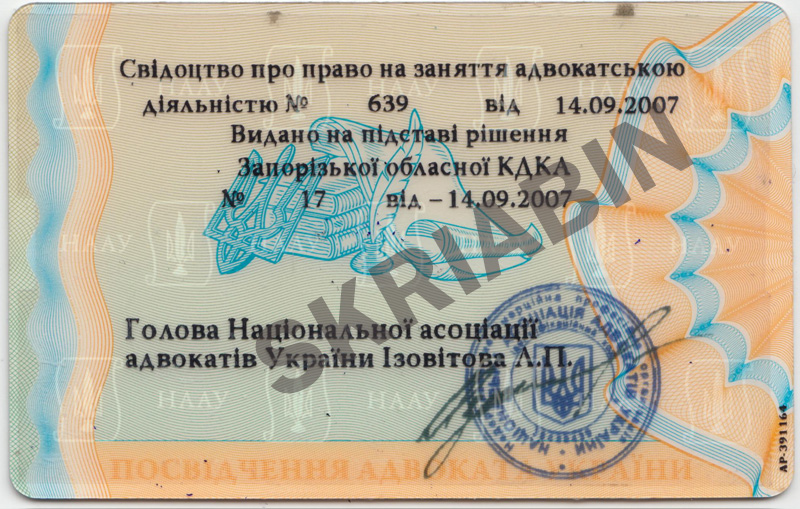 Свідоцтво про право на заняття адвокатською
діяльністю № 639 від 14.09.2007
Видано на підставі рішення
Запорізької обласної КДКА
№ 17 від – 14.09.2007
SKRIABIN
НААУ
Голова Національної асоціації
адвокатів України Ізовітова Л.П.
НААУ
ПОСВІДЧЕННЯ АДВОКАТА УКРАЇНИ
АР-391164